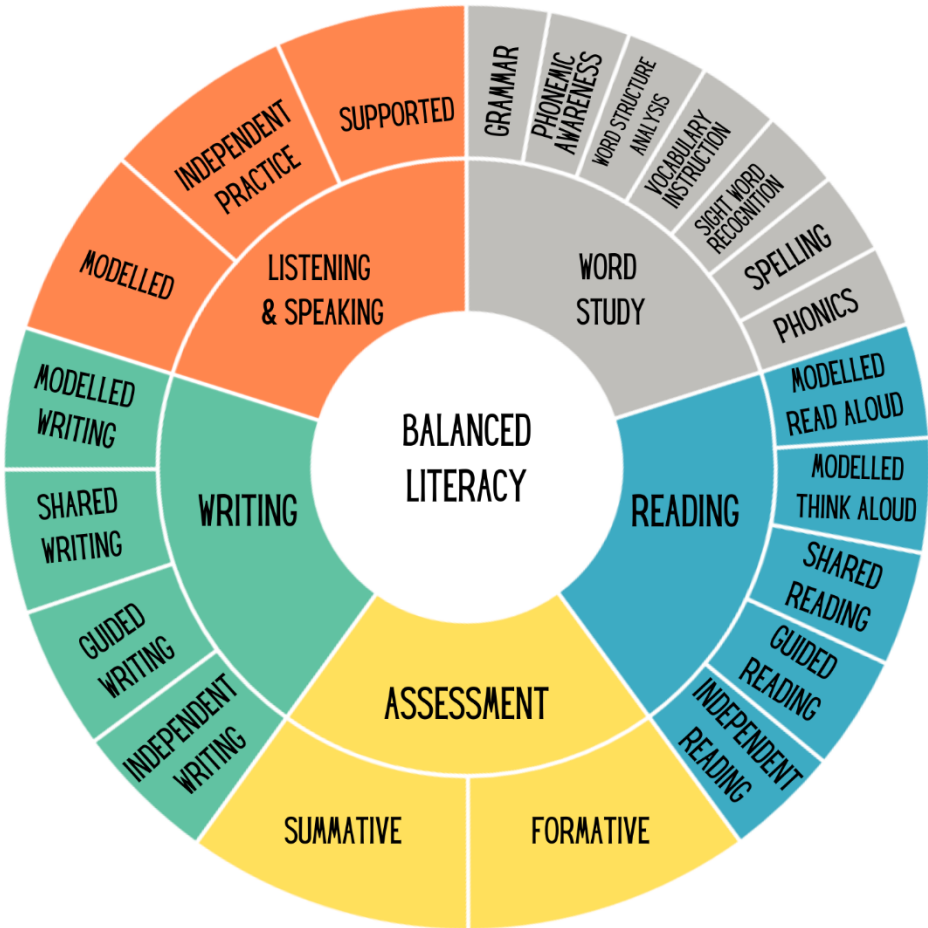 BALANCED
LITERACY
WORD
STUDY
GRAMMAR
PHONEMIC
AWARENESS
WORD STRUCTURE
ANALYSIS
VOCABULARY
INSTRUCTION
SIGHT WORD
RECOGNITION
SPELLING
PHONICS
READING
MODELLED
READ ALOUD
MODELLED
THINK ALOUD
SHARED
READING
GUIDED
READING
INDEPENDENT
READING
ASSESSMENT
FORMATIVE
SUMMATIVE
WRITING
INDEPENDENT
WRITING
GUIDED
WRITING
SHARED
WRITING
MODELLED
WRITING
LISTENING
& SPEAKING
MODELLED
INDEPENDENT
PRACTICE
SUPPORTED